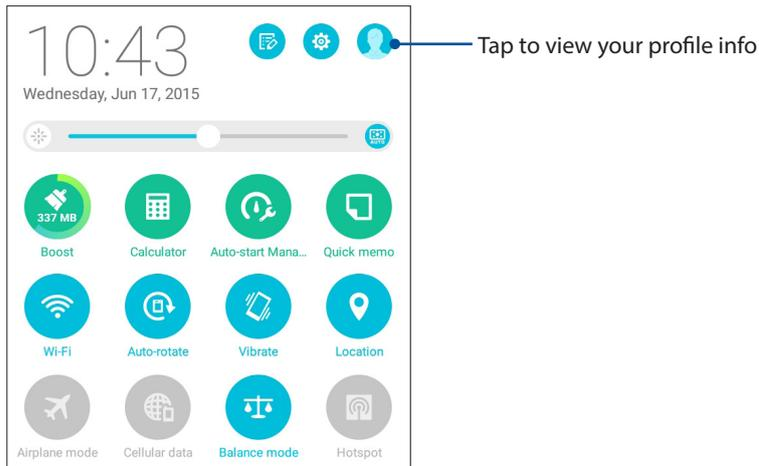 10:43
Tap to view your profile info
Wednesday, Jun 17, 2015
AUTO
337 MB
Boost
Calculator
Auto-start Mana...
Quick memo
Wi-Fi
Auto-rotate
Vibrate
Location
Airplane mode
Cellular data
Balance mode
Hotspot